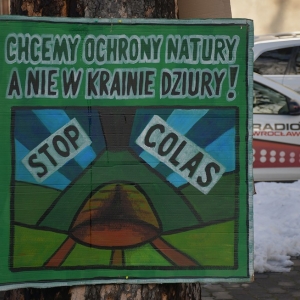 CHCEMY OCHRONY NATURY
A NIE W KRAINIE DZIURY!
STOP
COLAS
RADIO
WROCŁAW